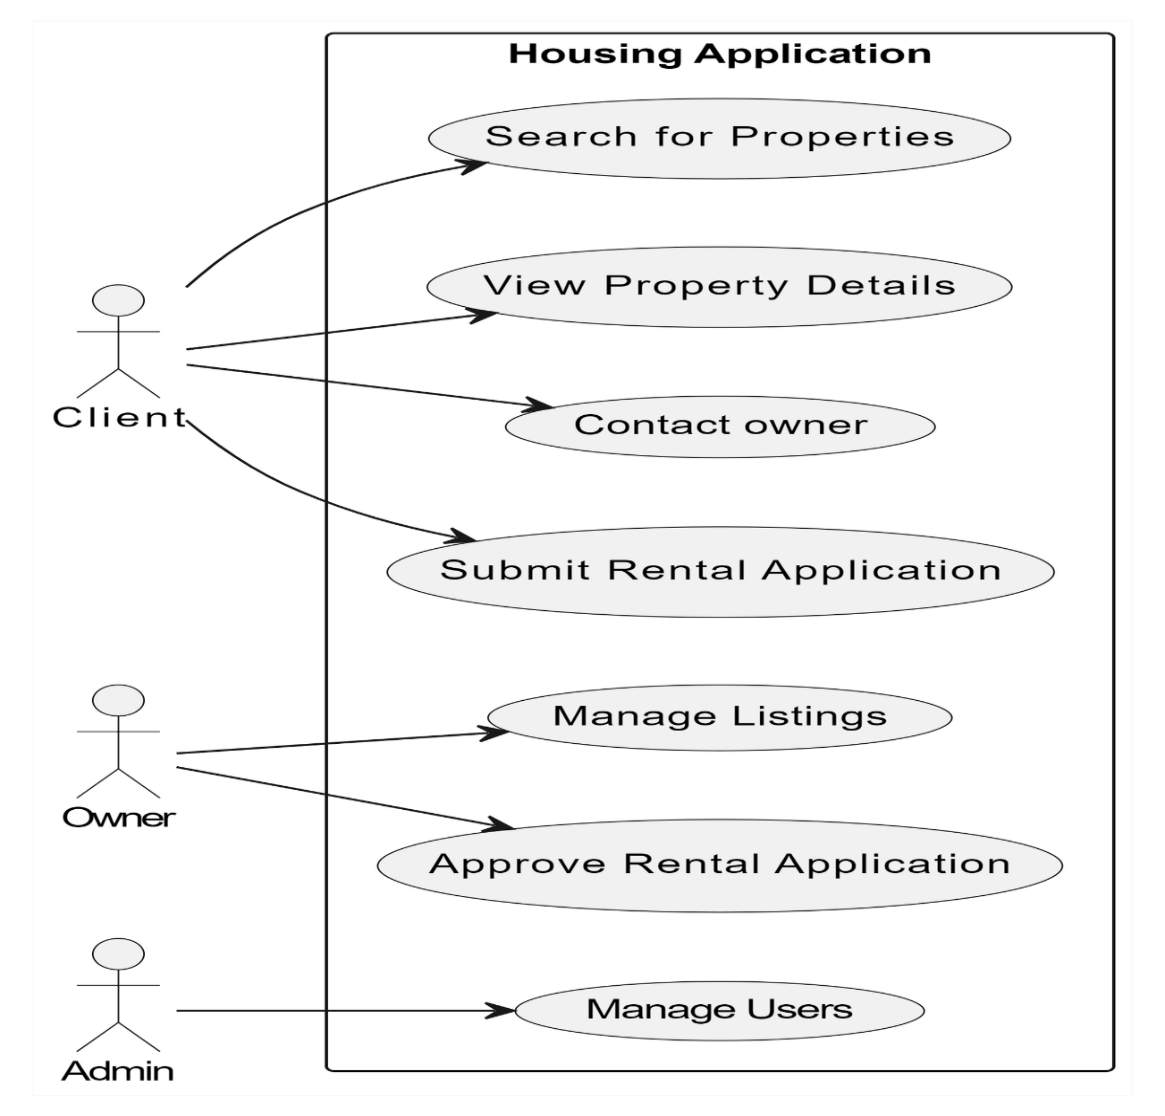 Housing Application
Search for Properties
View Property Details
Client
Contact owner
Submit Rental Application
Manage Listings
Owner
Approve Rental Application
Manage Users
Admin